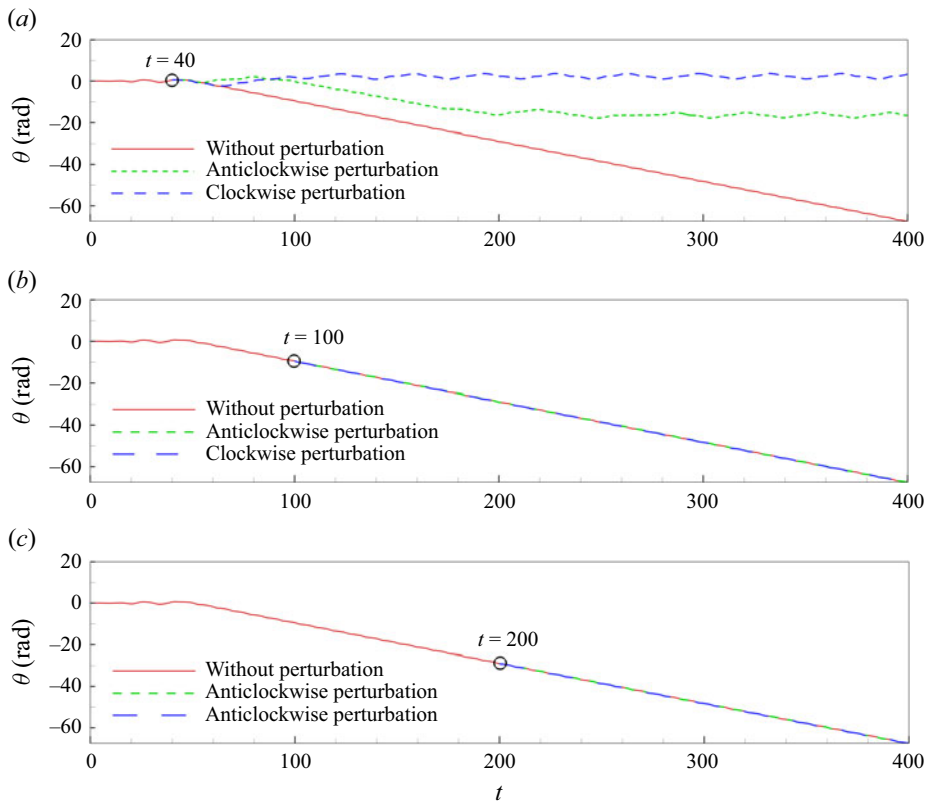 (a)
20
t = 40
0
–20
Without perturbation
–40
Anticlockwise perturbation
Clockwise perturbation
–60
θ (rad)
0 100 200 300 400
(b)
20
t = 100
0
–20
Without perturbation
–40
Anticlockwise perturbation
Clockwise perturbation
–60
θ (rad)
0 100 200 300 400
(c)
20
0
t = 200
–20
Without perturbation
–40
Anticlockwise perturbation
Anticlockwise perturbation
–60
θ (rad)
0 100 200 300 400
t